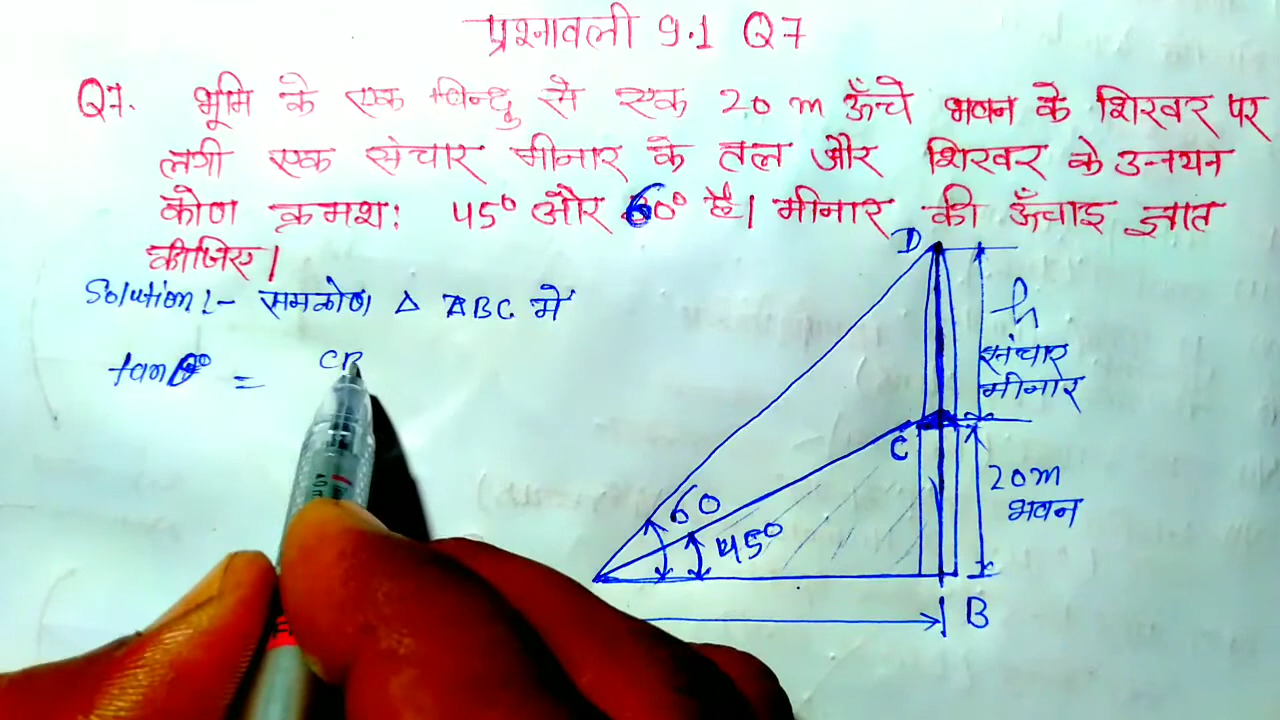 प्रश्नावली 9.1 Q7
Q7. भूमि के एक बिन्दु से एक 20 m ऊँचे भवन के शिखर पर
लगी एक संचार मीनार के तल और शिखर के उन्नयन
कोण क्रमश: 45° और 60° है। मीनार की ऊँचाइ ज्ञात
कीजिए।
Solution:- समकोण Δ ABC में
tanθ° = CB
D
h
संचार
मीनार
C
20m
भवन
60
45°
B